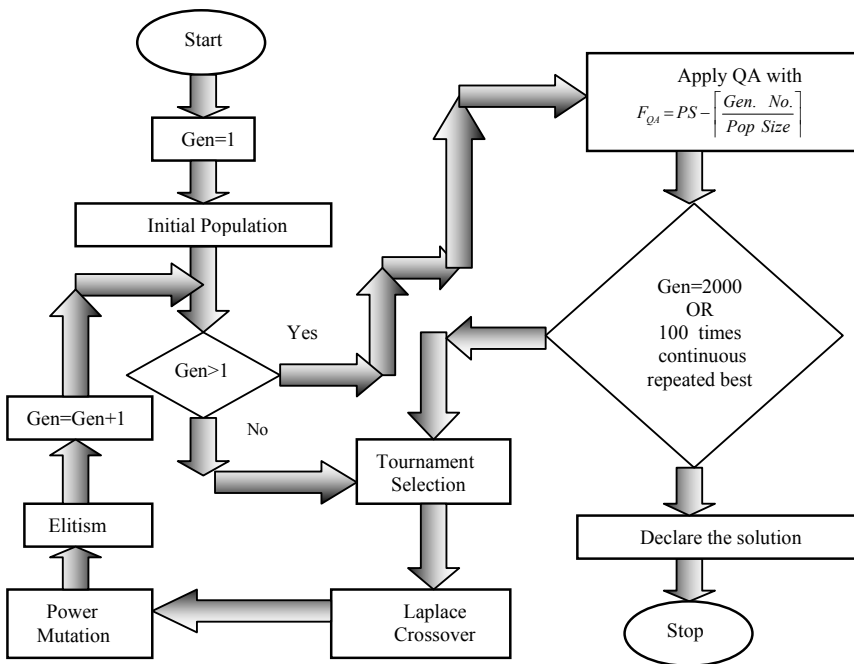 Start
Gen=1
Initial Population
Gen>1
Yes
No
Apply QA with
F_{QA} = PS − ⌈Gen. No. / Pop Size⌉
Gen=2000
OR
100 times
continuous
repeated best
Declare the solution
Stop
Tournament
Selection
Laplace
Crossover
Power
Mutation
Elitism
Gen=Gen+1